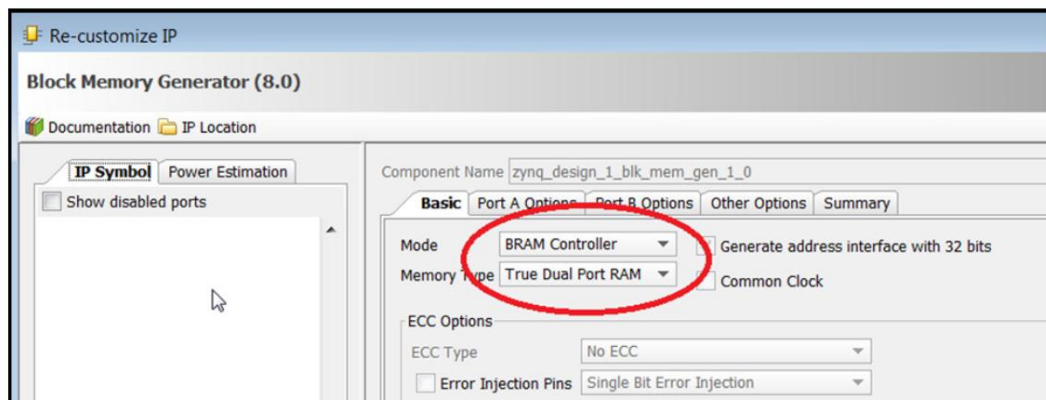 Re-customize IP
Block Memory Generator (8.0)
Documentation IP Location
IP Symbol Power Estimation
Show disabled ports
Component Name zynq_design_1_blk_mem_gen_1_0
Basic Port A Options Port B Options Other Options Summary
Mode BRAM Controller Generate address interface with 32 bits
Memory Type True Dual Port RAM Common Clock
ECC Options
ECC Type No ECC
Error Injection Pins Single Bit Error Injection